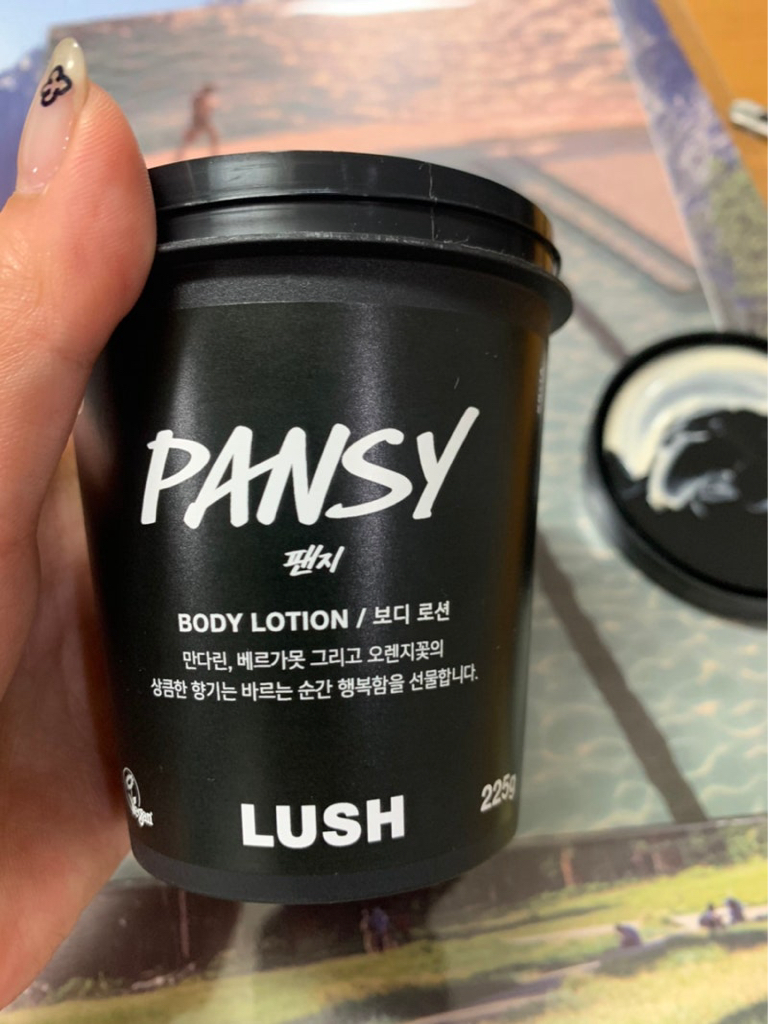 PANSY
팬지
BODY LOTION / 보디 로션
만다린, 베르가못 그리고 오렌지꽃의
상큼한 향기는 바르는 순간 행복함을 선물합니다.
225g
LUSH